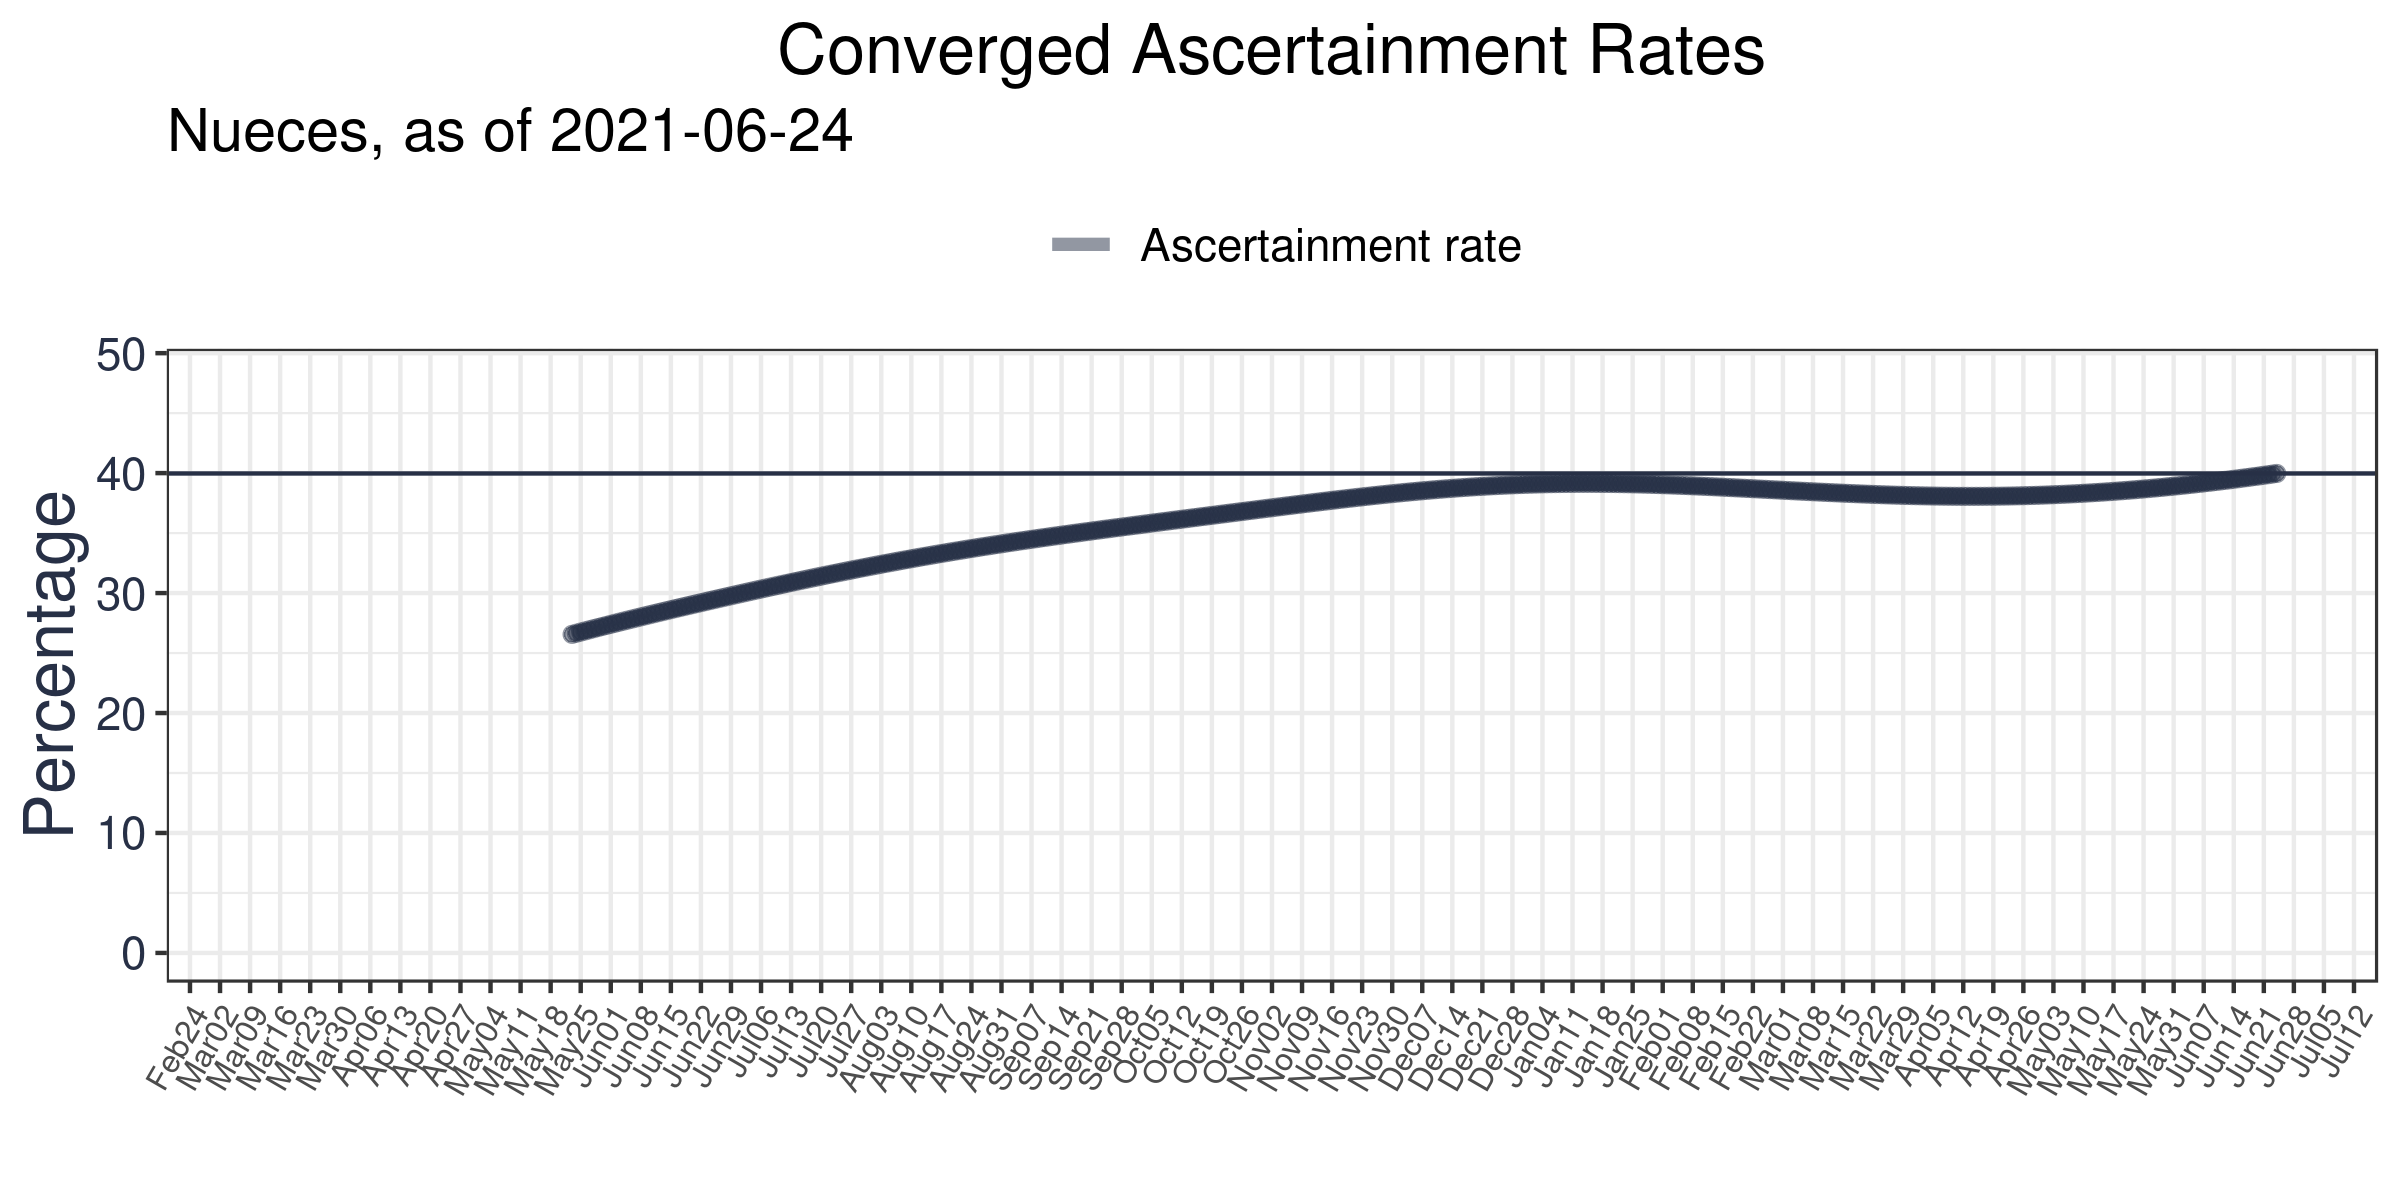 Converged Ascertainment Rates
Nueces, as of 2021-06-24
Ascertainment rate
Percentage
50
40
30
20
10
0
Feb24 Mar02 Mar09 Mar16 Mar23 Mar30 Apr06 Apr13 Apr20 Apr27 May04 May11 May18 May25 Jun01 Jun08 Jun15 Jun22 Jun29 Jul06 Jul13 Jul20 Jul27 Aug03 Aug10 Aug17 Aug24 Aug31 Sep07 Sep14 Sep21 Sep28 Oct05 Oct12 Oct19 Oct26 Nov02 Nov09 Nov16 Nov23 Nov30 Dec07 Dec14 Dec21 Dec28 Jan04 Jan11 Jan18 Jan25 Feb01 Feb08 Feb15 Feb22 Mar01 Mar08 Mar15 Mar22 Mar29 Apr05 Apr12 Apr19 Apr26 May03 May10 May17 May24 May31 Jun07 Jun14 Jun21 Jun28 Jul05 Jul12